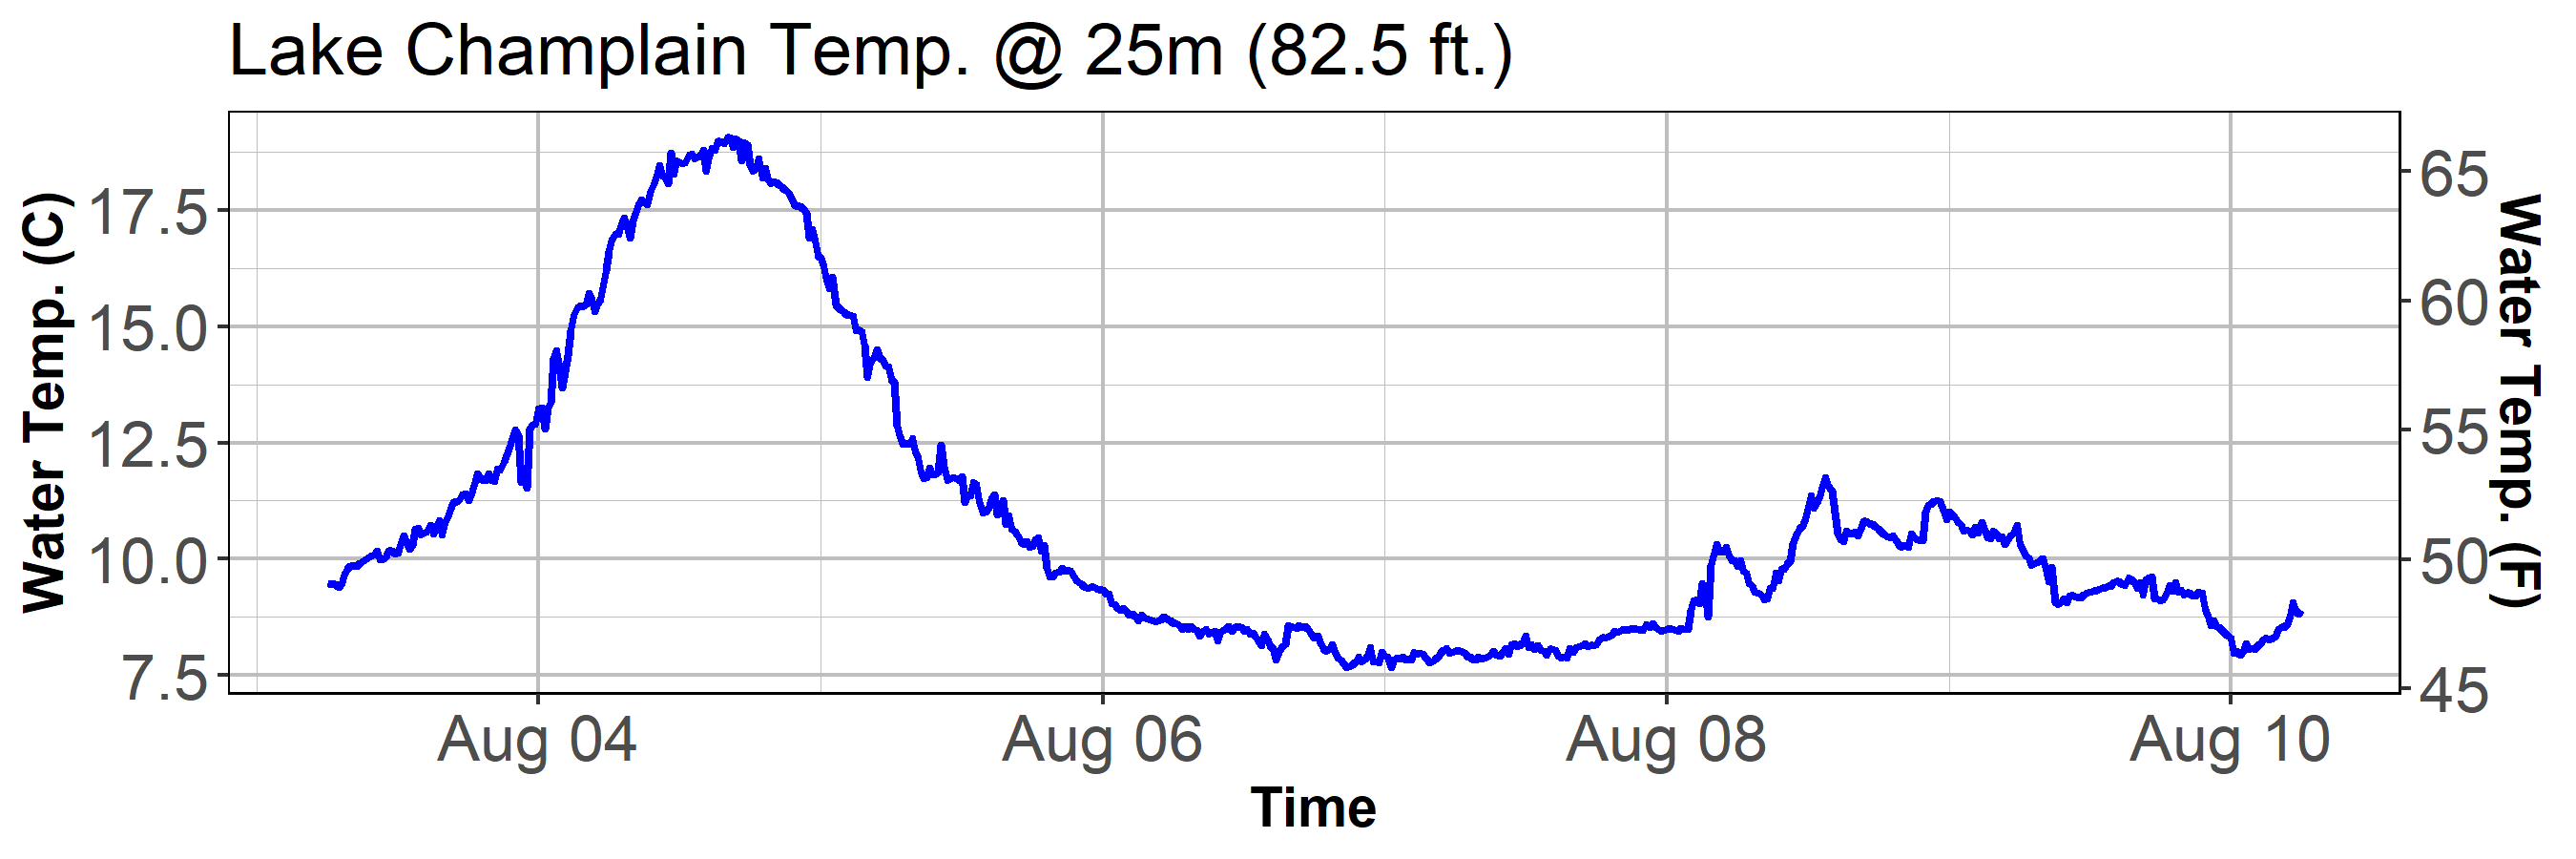 Lake Champlain Temp. @ 25m (82.5 ft.)
Water Temp. (C)
17.5
15.0
12.5
10.0
7.5
65
60
55
50
45
Water Temp. (F)
Aug 04 Aug 06 Aug 08 Aug 10
Time